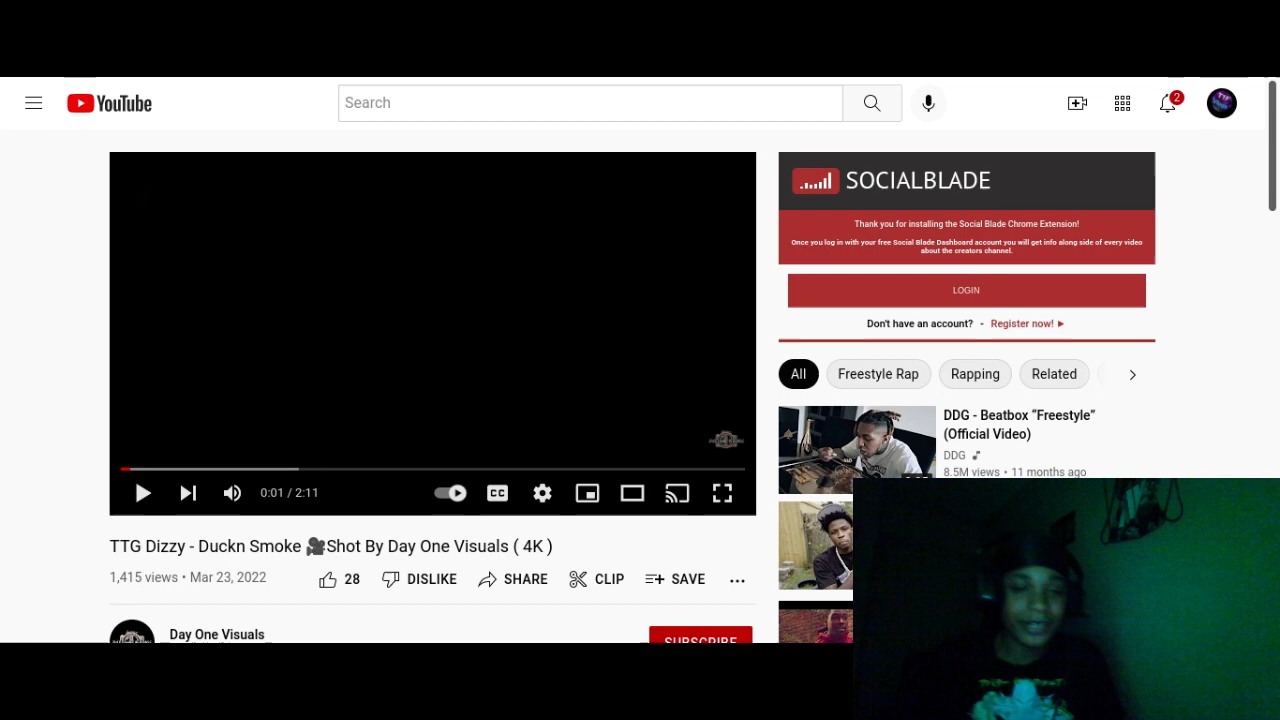 YouTube
Search
2
SOCIALBLADE
Thank you for installing the Social Blade Chrome Extension!
Once you log in with your free Social Blade Dashboard account you will get info along side of every video
about the creators channel.
LOGIN
Don't have an account? - Register now! ►
All
Freestyle Rap
Rapping
Related
DDG - Beatbox “Freestyle”
(Official Video)
DDG
8.5M views • 11 months ago
CC
0:01 / 2:11
TTG Dizzy - Duckn Smoke 🎥Shot By Day One Visuals ( 4K )
1,415 views • Mar 23, 2022
28
DISLIKE
SHARE
CLIP
SAVE
Day One Visuals
SUBSCRIBE